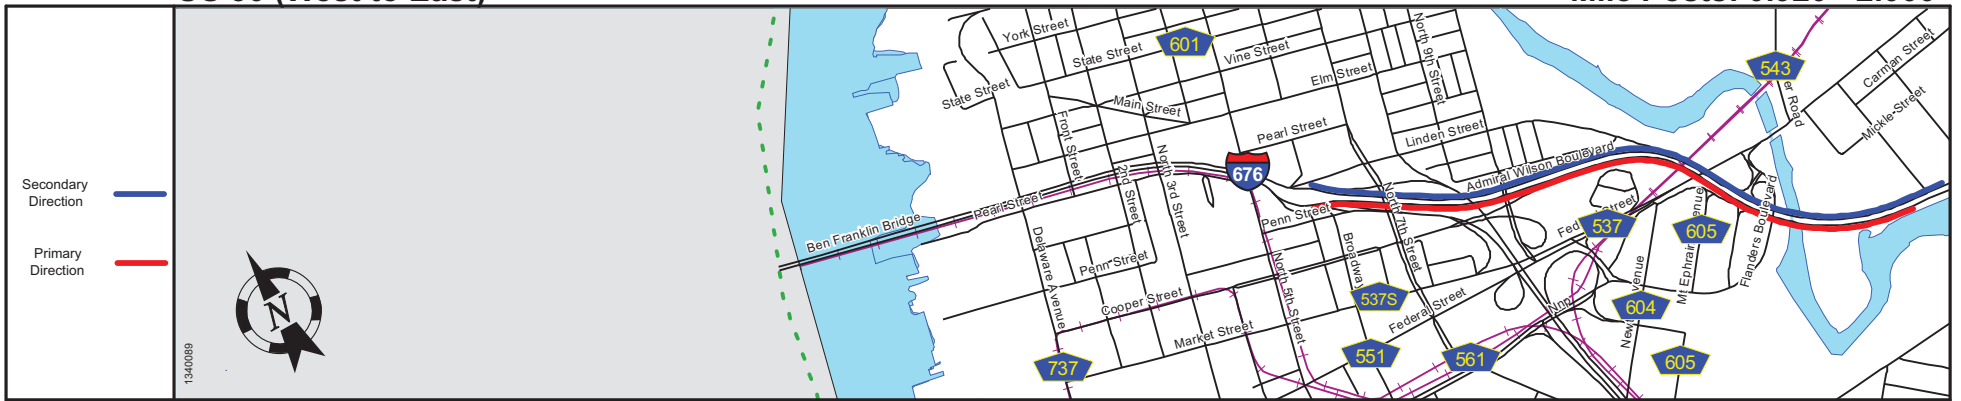 Secondary
Direction
Primary
Direction
1340089
N
York Street
State Street
601
Vine Street
North 9th Street
543
Carman Street
State Street
Main Street
Elm Street
er Road
Mickle Street
Front Street
Pearl Street
Linden Street
2nd Street
North 3rd Street
676
Admiral Wilson Boulevard
Ben Franklin Bridge
Pearl Street
Penn Street
North 7th Street
537
605
Flanders Boulevard
Delaware Avenue
Penn Street
North 5th Street
Broadway
537S
604
Cooper Street
Market Street
Federal Street
737
551
561
605